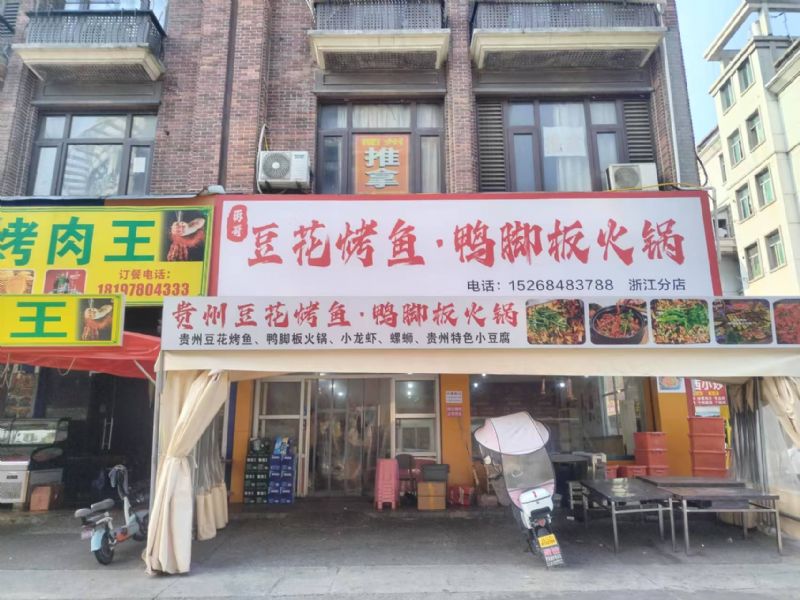 推拿
烤肉王
订餐电话：
18197804333
豆花烤鱼·鸭脚板火锅
电话：15268483788 浙江分店
王
贵州豆花烤鱼·鸭脚板火锅
贵州豆花烤鱼、鸭脚板火锅、小龙虾、螺蛳、贵州特色小豆腐